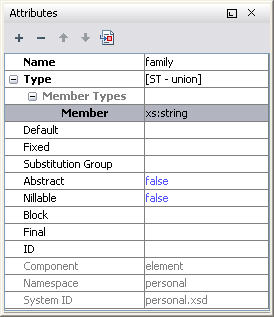 Attributes
Name family
Type [ST - union]
Member Types
Member xs:string
Default
Fixed
Substitution Group
Abstract false
Nillable false
Block
Final
ID
Component element
Namespace personal
System ID personal.xsd